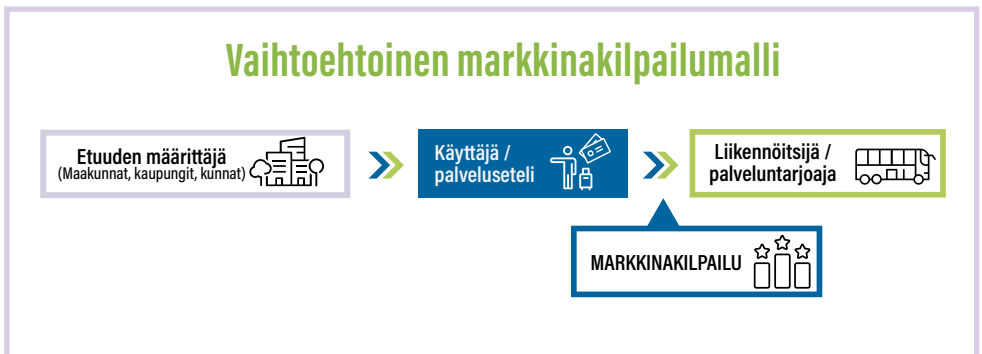 Vaihtoehtoinen markkinakilpailumalli
Etuuden määrittäjä
(Maakunnat, kaupungit, kunnat)
Käyttäjä /
palveluseteli
Liikennöitsijä /
palveluntarjoaja
MARKKINAKILPAILU